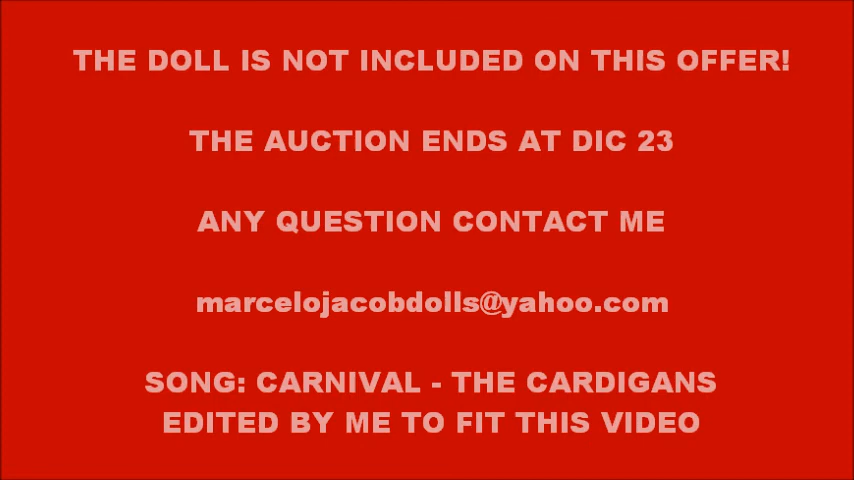 THE DOLL IS NOT INCLUDED ON THIS OFFER!
THE AUCTION ENDS AT DIC 23
ANY QUESTION CONTACT ME
marcelojacobdolls@yahoo.com
SONG: CARNIVAL - THE CARDIGANS
EDITED BY ME TO FIT THIS VIDEO